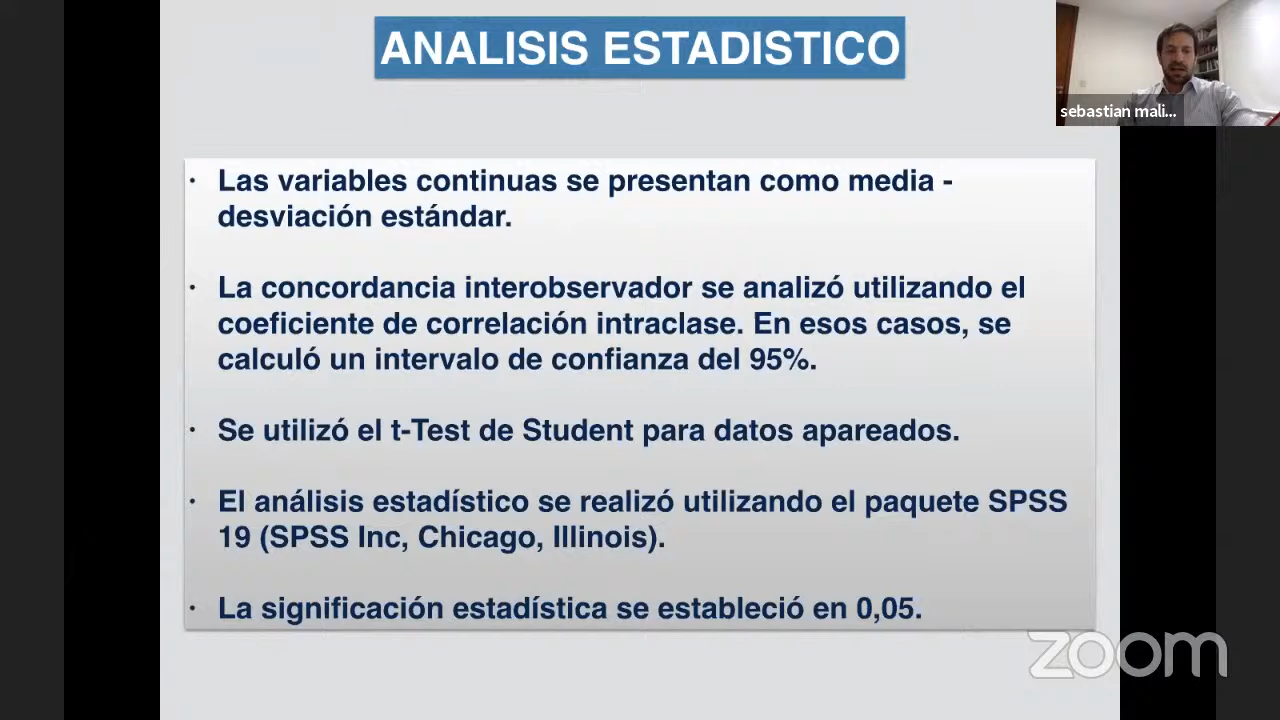 ANALISIS ESTADISTICO
sebastian mali...
· Las variables continuas se presentan como media -
desviación estándar.
· La concordancia interobservador se analizó utilizando el
coeficiente de correlación intraclase. En esos casos, se
calculó un intervalo de confianza del 95%.
· Se utilizó el t-Test de Student para datos apareados.
· El análisis estadístico se realizó utilizando el paquete SPSS
19 (SPSS Inc, Chicago, Illinois).
· La significación estadística se estableció en 0,05.
zoom